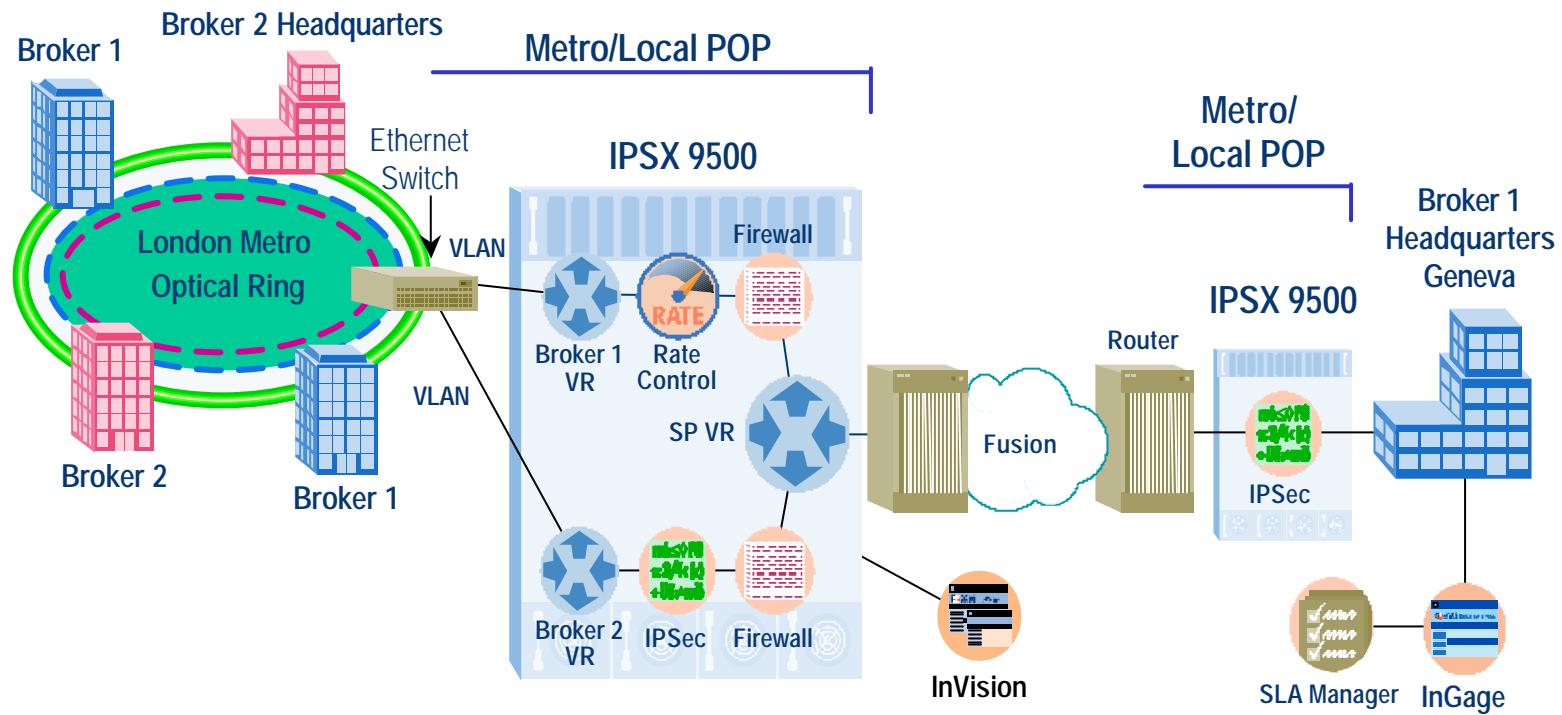 Broker 2 Headquarters
Broker 1
Metro/Local POP
Metro/
Local POP
Ethernet
Switch
IPSX 9500
Broker 1
Headquarters
Geneva
London Metro
Optical Ring
VLAN
Firewall
RATE
IPSX 9500
Broker 1
VR
Rate
Control
Router
VLAN
SP VR
Fusion
Broker 2
Broker 1
IPSec
Broker 2
VR
IPSec
Firewall
InVision
SLA Manager
InGage